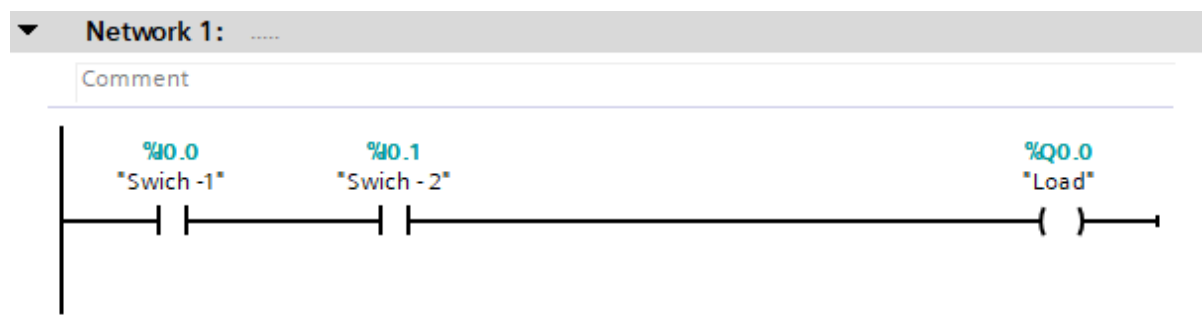 Network 1: .....
Comment
%I0.0 %I0.1 %Q0.0
"Swich -1" "Swich - 2" "Load"